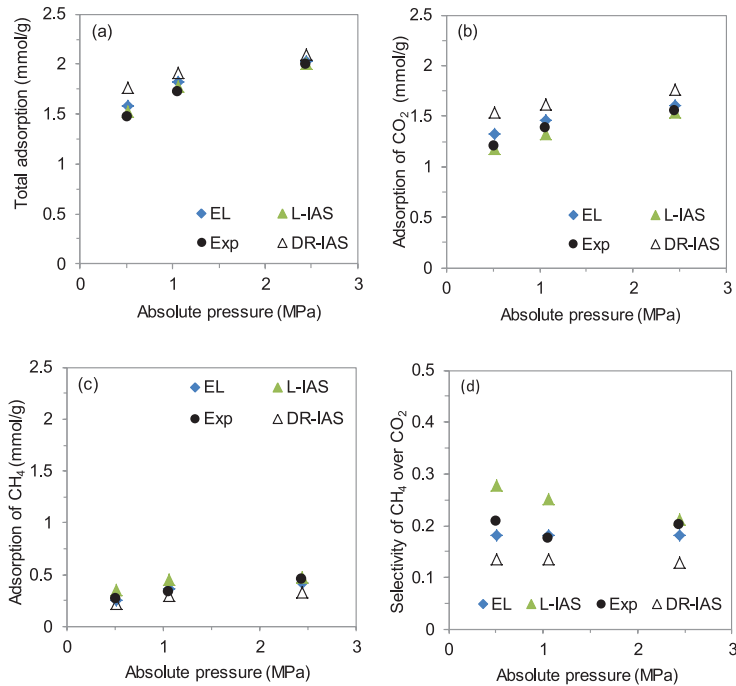 (a)
Total adsorption (mmol/g)
2.5
2
1.5
1
0.5
0
EL
L-IAS
Exp
DR-IAS
0 1 2 3
Absolute pressure (MPa)
(b)
Adsorption of CO2 (mmol/g)
2.5
2
1.5
1
0.5
0
EL
L-IAS
Exp
DR-IAS
0 1 2 3
Absolute pressure (MPa)
(c)
Adsorption of CH4 (mmol/g)
2.5
2
1.5
1
0.5
0
EL
L-IAS
Exp
DR-IAS
0 1 2 3
Absolute pressure (MPa)
(d)
Selectivity of CH4 over CO2
0.5
0.4
0.3
0.2
0.1
0
EL L-IAS Exp DR-IAS
0 1 2 3
Absolute pressure (MPa)